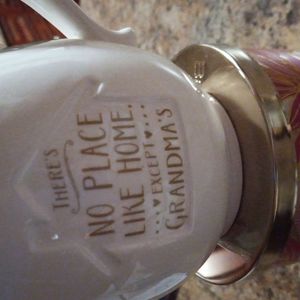 THERE'S
NO PLACE
LIKE HOME..
...♥EXCEPT♥...
GRANDMA'S